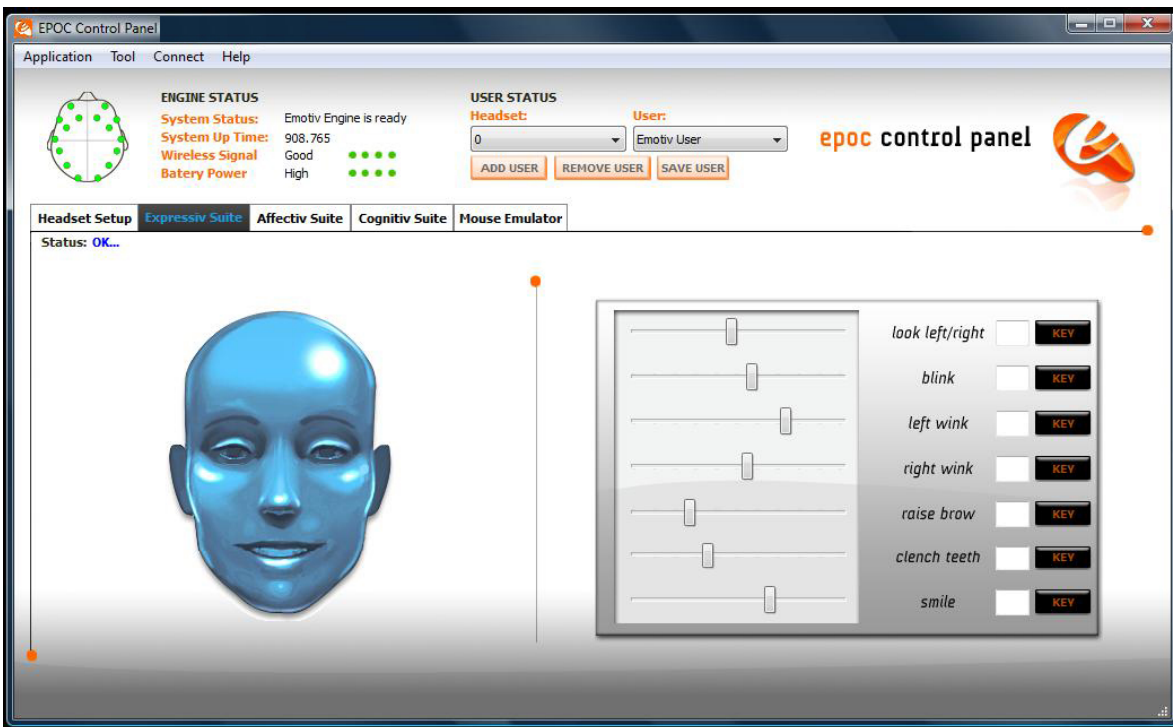 EPOC Control Panel
Application Tool Connect Help
ENGINE STATUS
System Status: Emotiv Engine is ready
System Up Time: 908.765
Wireless Signal Good
Batery Power High
USER STATUS
Headset: User:
0 Emotiv User
ADD USER REMOVE USER SAVE USER
epoc control panel
Headset Setup Expressiv Suite Affectiv Suite Cognitiv Suite Mouse Emulator
Status: OK...
look left/right KEY
blink KEY
left wink KEY
right wink KEY
raise brow KEY
clench teeth KEY
smile KEY